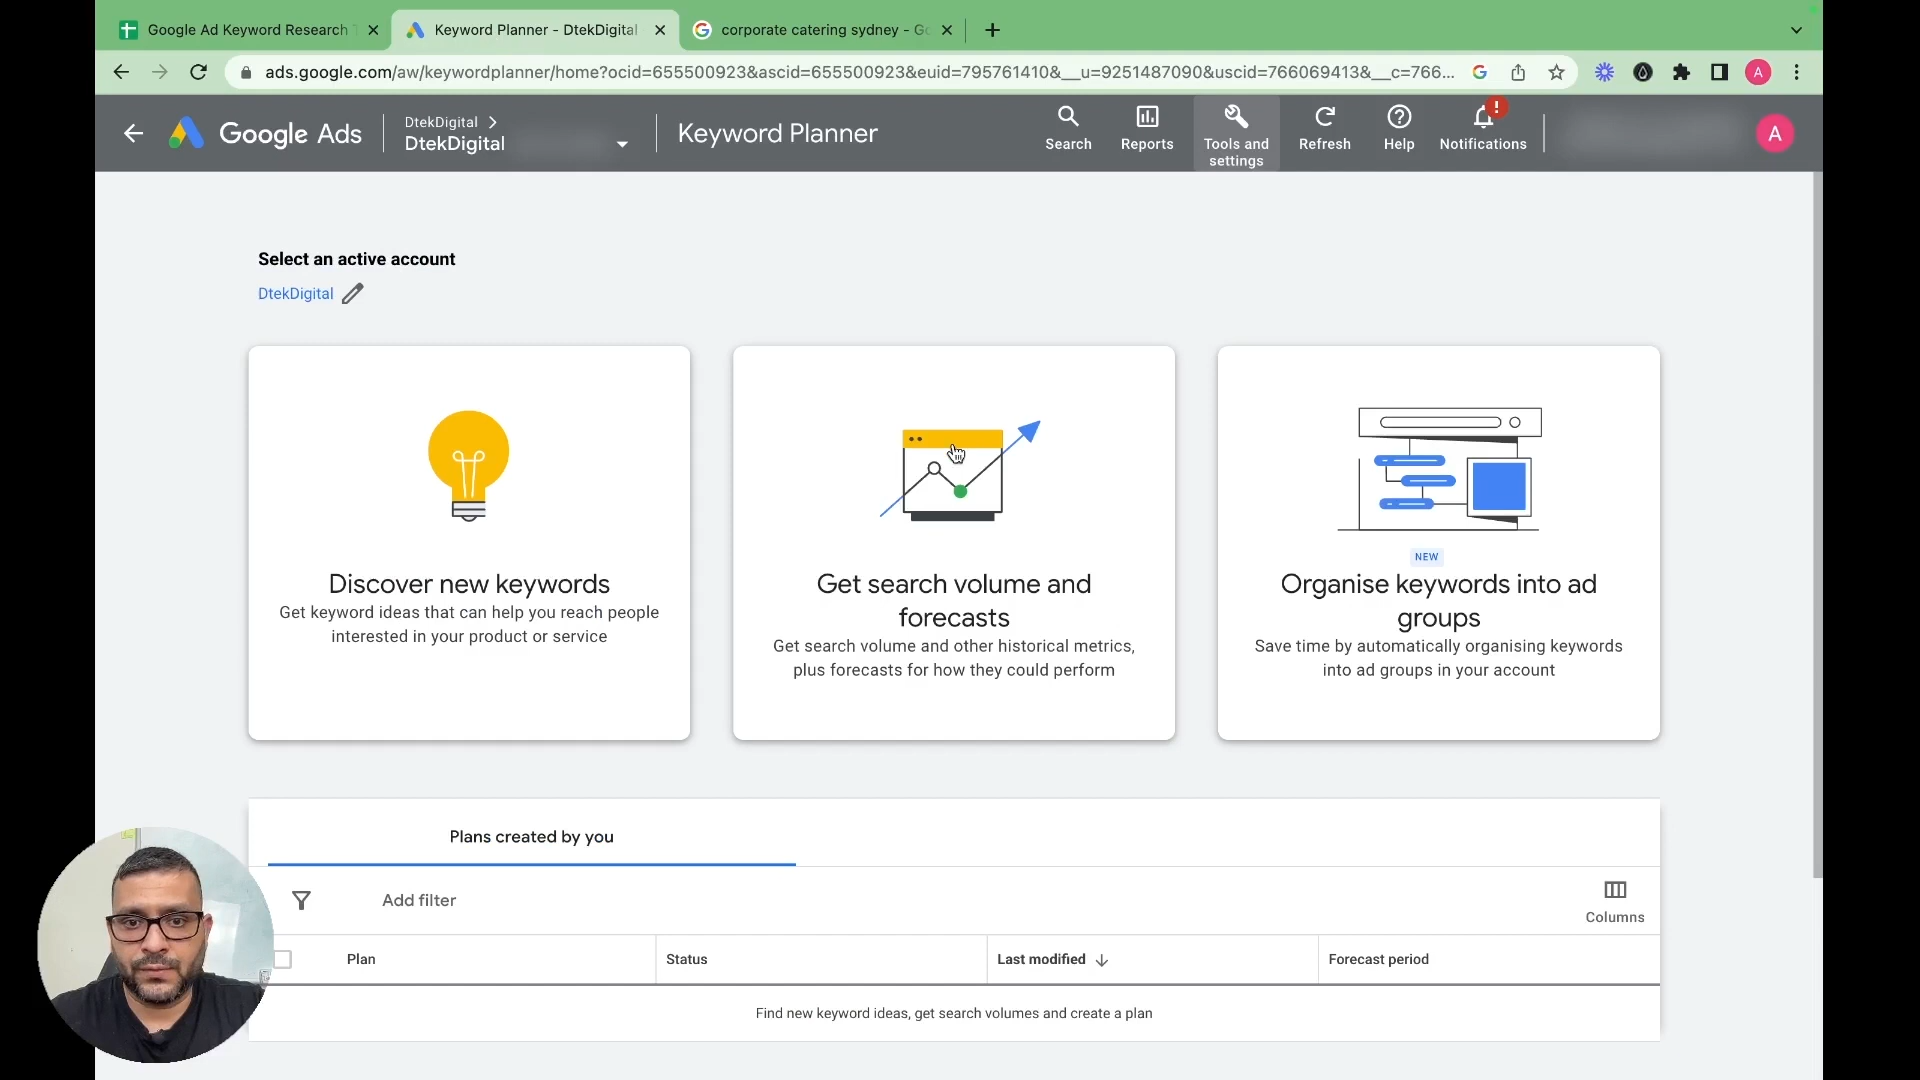 Google Ad Keyword Research
Keyword Planner - DtekDigital
corporate catering sydney - Go
ads.google.com/aw/keywordplanner/home?ocid=655500923&ascid=655500923&euid=795761410&__u=9251487090&uscid=766069413&__c=766...
A
Google Ads
DtekDigital
DtekDigital
Keyword Planner
Search
Reports
Tools and
settings
Refresh
Help
!
Notifications
A
Select an active account
DtekDigital
Discover new keywords
Get keyword ideas that can help you reach people
interested in your product or service
Get search volume and
forecasts
Get search volume and other historical metrics,
plus forecasts for how they could perform
NEW
Organise keywords into ad
groups
Save time by automatically organising keywords
into ad groups in your account
Plans created by you
Add filter
Columns
Plan
Status
Last modified
Forecast period
Find new keyword ideas, get search volumes and create a plan